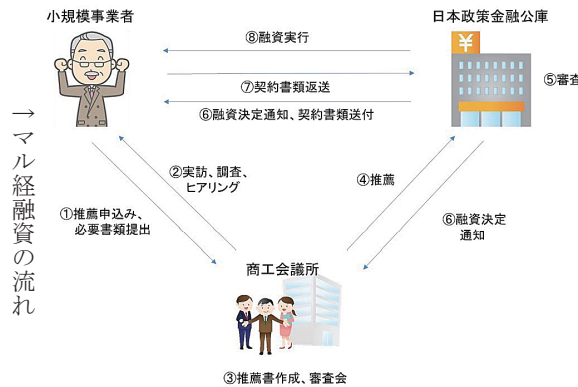 小規模事業者
日本政策金融公庫
¥
⑧融資実行
⑤審査
⑦契約書類返送
⑥融資決定通知、契約書類送付
→マル経融資の流れ
②実訪、調査、
ヒアリング
④推薦
①推薦申込み、
必要書類提出
⑥融資決定
通知
商工会議所
③推薦書作成、審査会